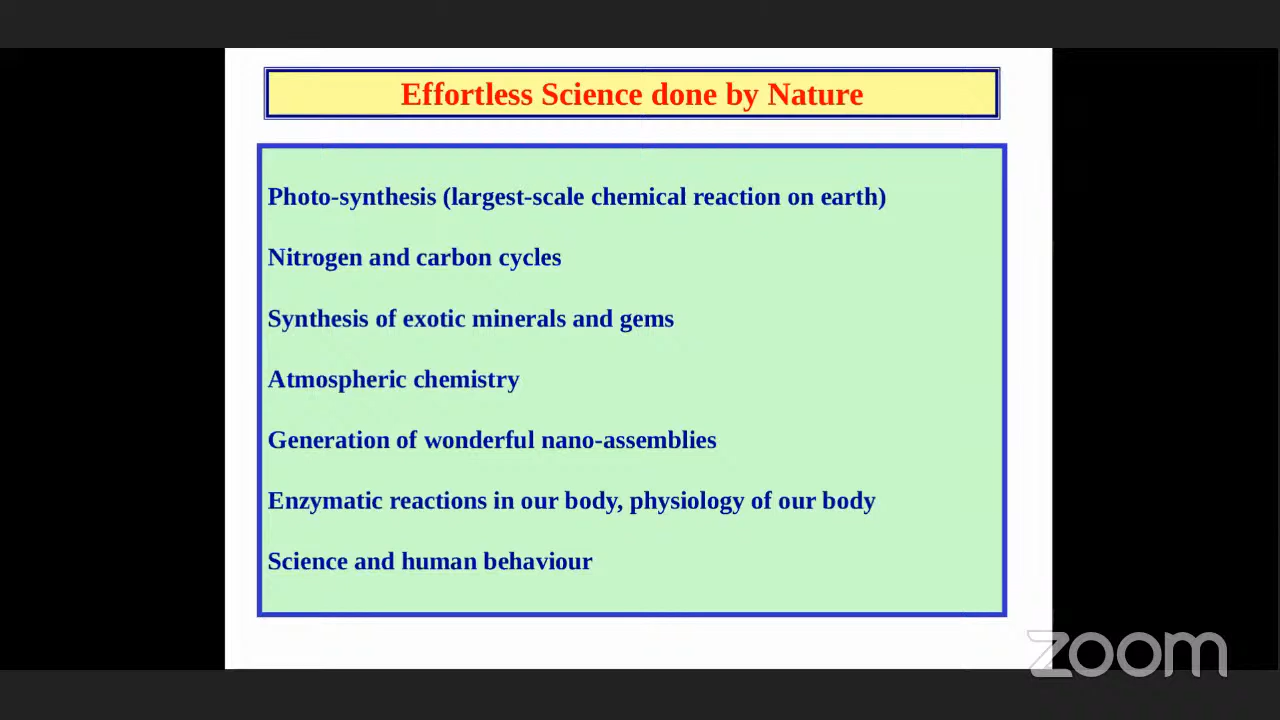 Effortless Science done by Nature
Photo-synthesis (largest-scale chemical reaction on earth)
Nitrogen and carbon cycles
Synthesis of exotic minerals and gems
Atmospheric chemistry
Generation of wonderful nano-assemblies
Enzymatic reactions in our body, physiology of our body
Science and human behaviour
zoom